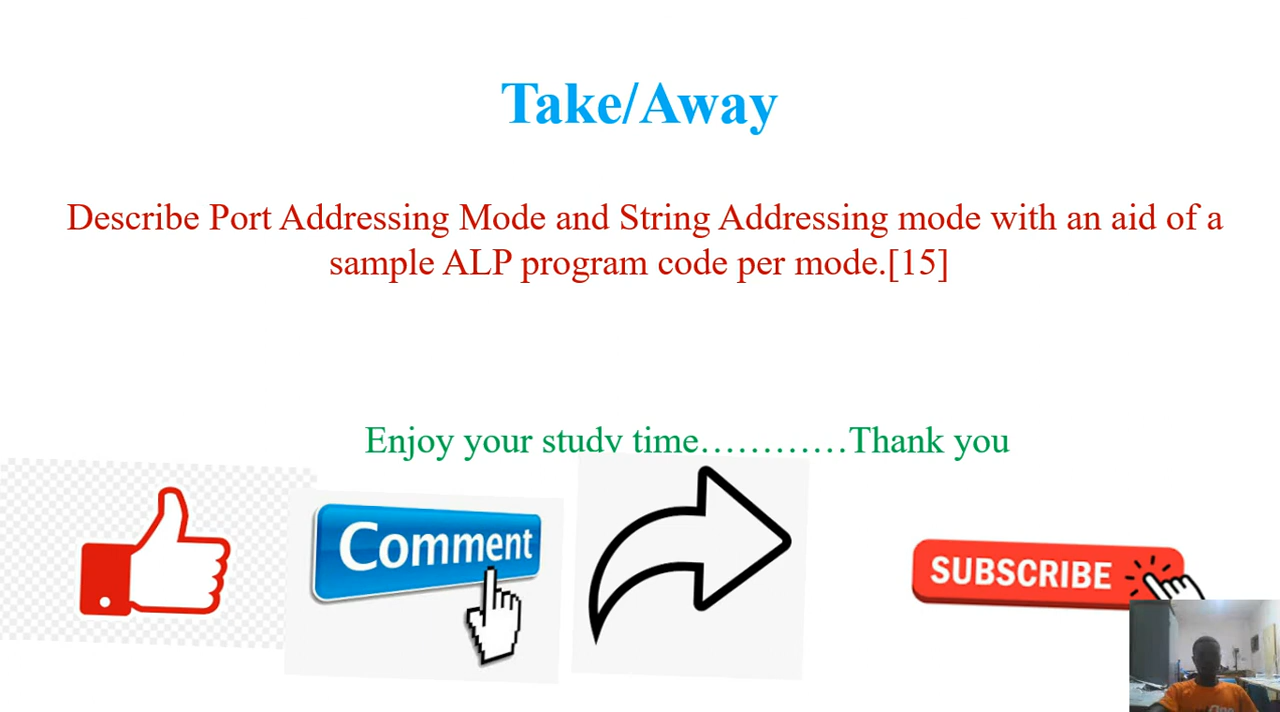 Take/Away
Describe Port Addressing Mode and String Addressing mode with an aid of a
sample ALP program code per mode.[15]
Enjoy your study time…………Thank you
Comment
SUBSCRIBE